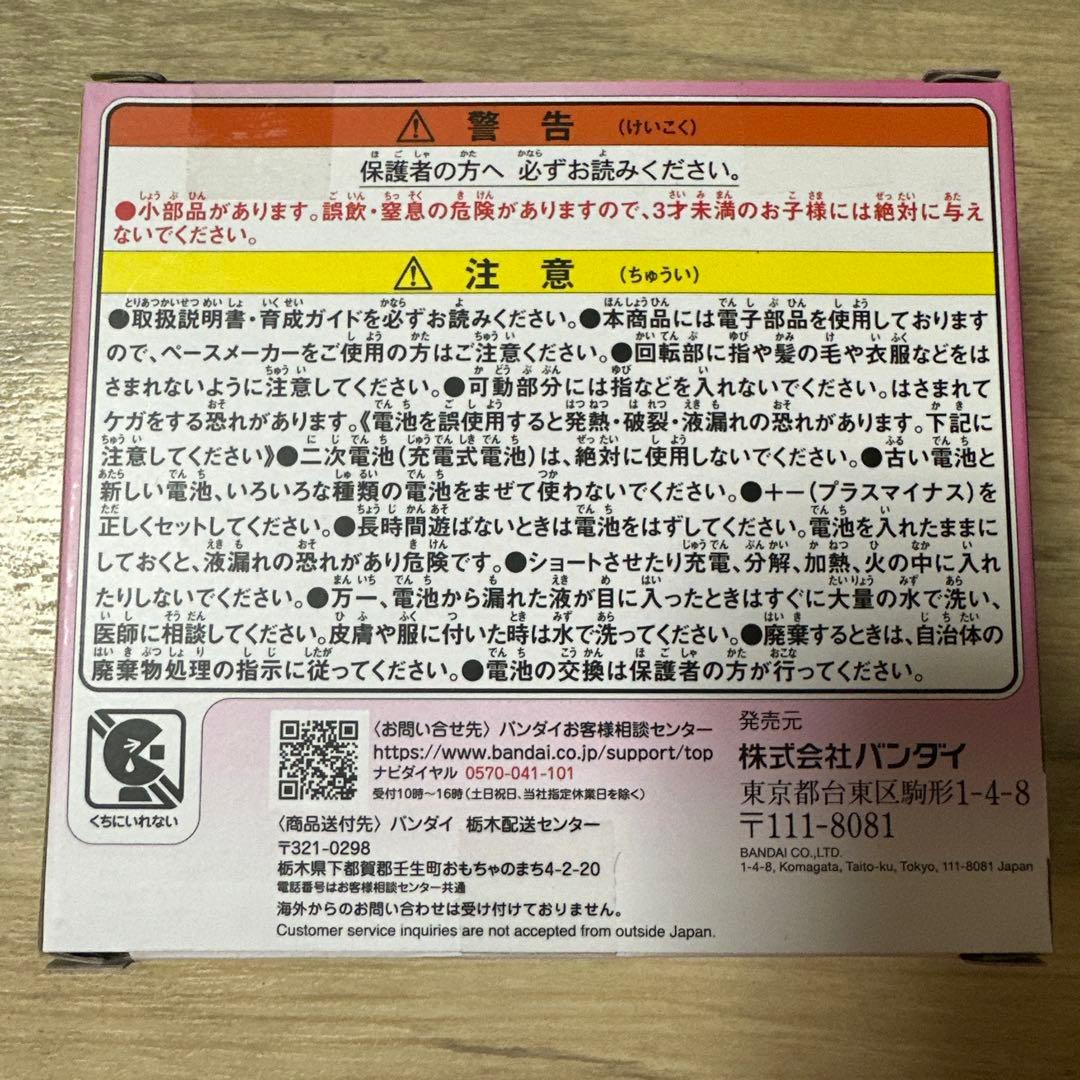 警告 (けいこく)
保護者の方へ 必ずお読みください。
●小部品があります。誤飲・窒息の危険がありますので、3才未満のお子様には絶対に与え
ないでください。
注意 (ちゅうい)
●取扱説明書・育成ガイドを必ずお読みください。●本商品には電子部品を使用しております
ので、ペースメーカーをご使用の方はご注意ください。●回転部に指や髪の毛や衣服などをは
さまれないように注意してください。●可動部分には指などを入れないでください。はさまれて
ケガをする恐れがあります。《電池を誤使用すると発熱・破裂・液漏れの恐れがあります。下記に
注意してください》●二次電池(充電式電池)は、絶対に使用しないでください。●古い電池と
新しい電池、いろいろな種類の電池をまぜて使わないでください。●+-(プラスマイナス)を
正しくセットしてください。●長時間遊ばないときは電池をはずしてください。電池を入れたままに
しておくと、液漏れの恐れがあり危険です。●ショートさせたり充電、分解、加熱、火の中に入れ
たりしないでください。●万一、電池から漏れた液が目に入ったときはすぐに大量の水で洗い、
医師に相談してください。皮膚や服に付いた時は水で洗ってください。●廃棄するときは、自治体の
廃棄物処理の指示に従ってください。●電池の交換は保護者の方が行ってください。
くちにいれない
〈お問い合せ先〉バンダイお客様相談センター
https://www.bandai.co.jp/support/top
ナビダイヤル 0570-041-101
受付10時〜16時(土日祝日、当社指定休業日を除く)
〈商品送付先〉バンダイ 栃木配送センター
〒321-0298
栃木県下都賀郡壬生町おもちゃのまち4-2-20
電話番号はお客様相談センター共通
海外からのお問い合わせは受け付けておりません。
Customer service inquiries are not accepted from outside Japan.
発売元
株式会社バンダイ
東京都台東区駒形1-4-8
〒111-8081
BANDAI CO.,LTD.
1-4-8, Komagata, Taito-ku, Tokyo, 111-8081 Japan